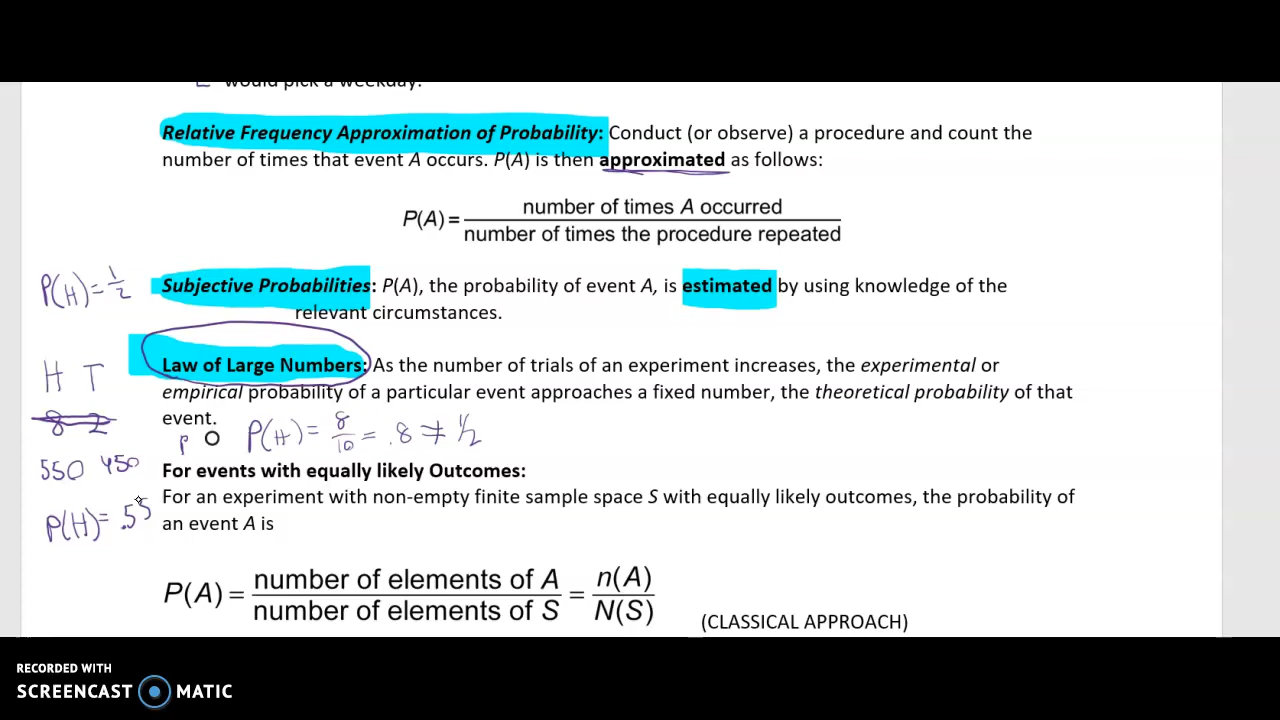 would pick a weekday.
Relative Frequency Approximation of Probability: Conduct (or observe) a procedure and count the
number of times that event A occurs. P(A) is then approximated as follows:
P(A) = number of times A occurred / number of times the procedure repeated
P(H) = 1/2
Subjective Probabilities: P(A), the probability of event A, is estimated by using knowledge of the
relevant circumstances.
Law of Large Numbers: As the number of trials of an experiment increases, the experimental or
H T
empirical probability of a particular event approaches a fixed number, the theoretical probability of that
8 2
event.
P(H) = 8/10 = .8 ≠ 1/2
550 450
For events with equally likely Outcomes:
For an experiment with non-empty finite sample space S with equally likely outcomes, the probability of
P(H) = .55
an event A is
P(A) = number of elements of A / number of elements of S = n(A) / N(S)
(CLASSICAL APPROACH)
RECORDED WITH
SCREENCAST MATIC